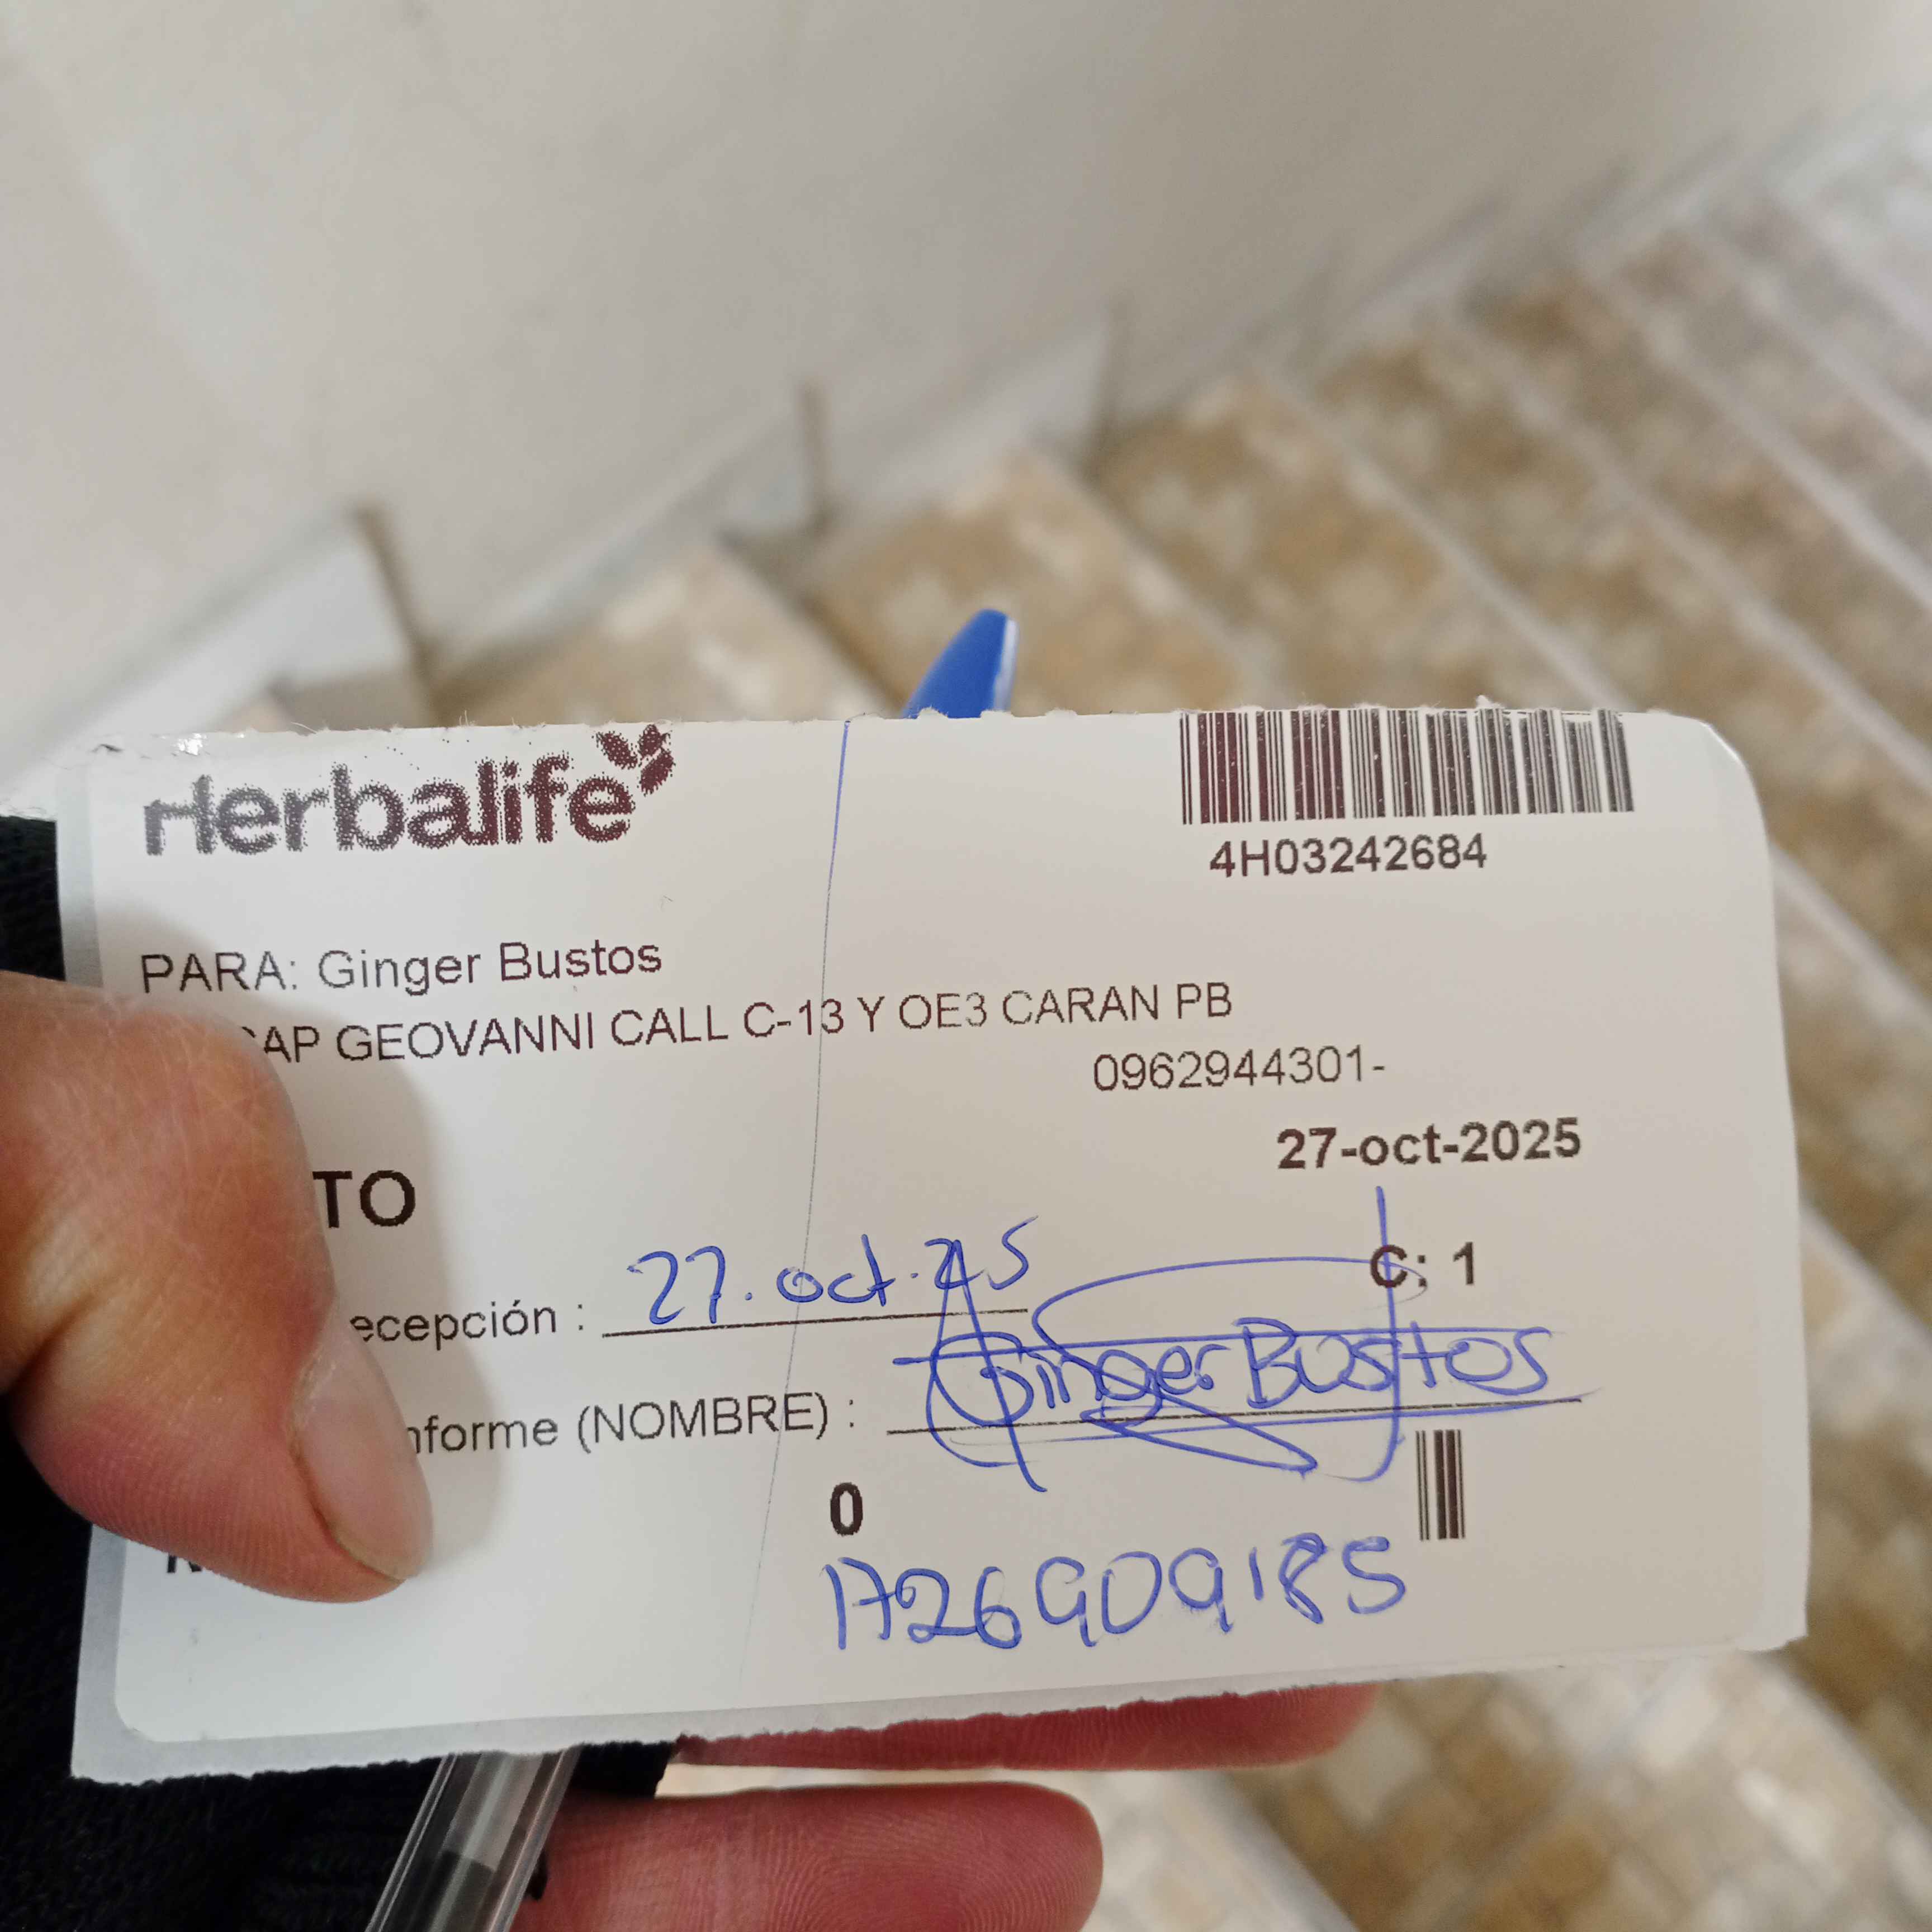 Herbalife
4H03242684
PARA: Ginger Bustos
AP GEOVANNI CALL C-13 Y OE3 CARAN PB
0962944301-
27-oct-2025
TO
C: 1
ecepción : 27.oct.25
nforme (NOMBRE) : Ginger Bustos
0
1726909185